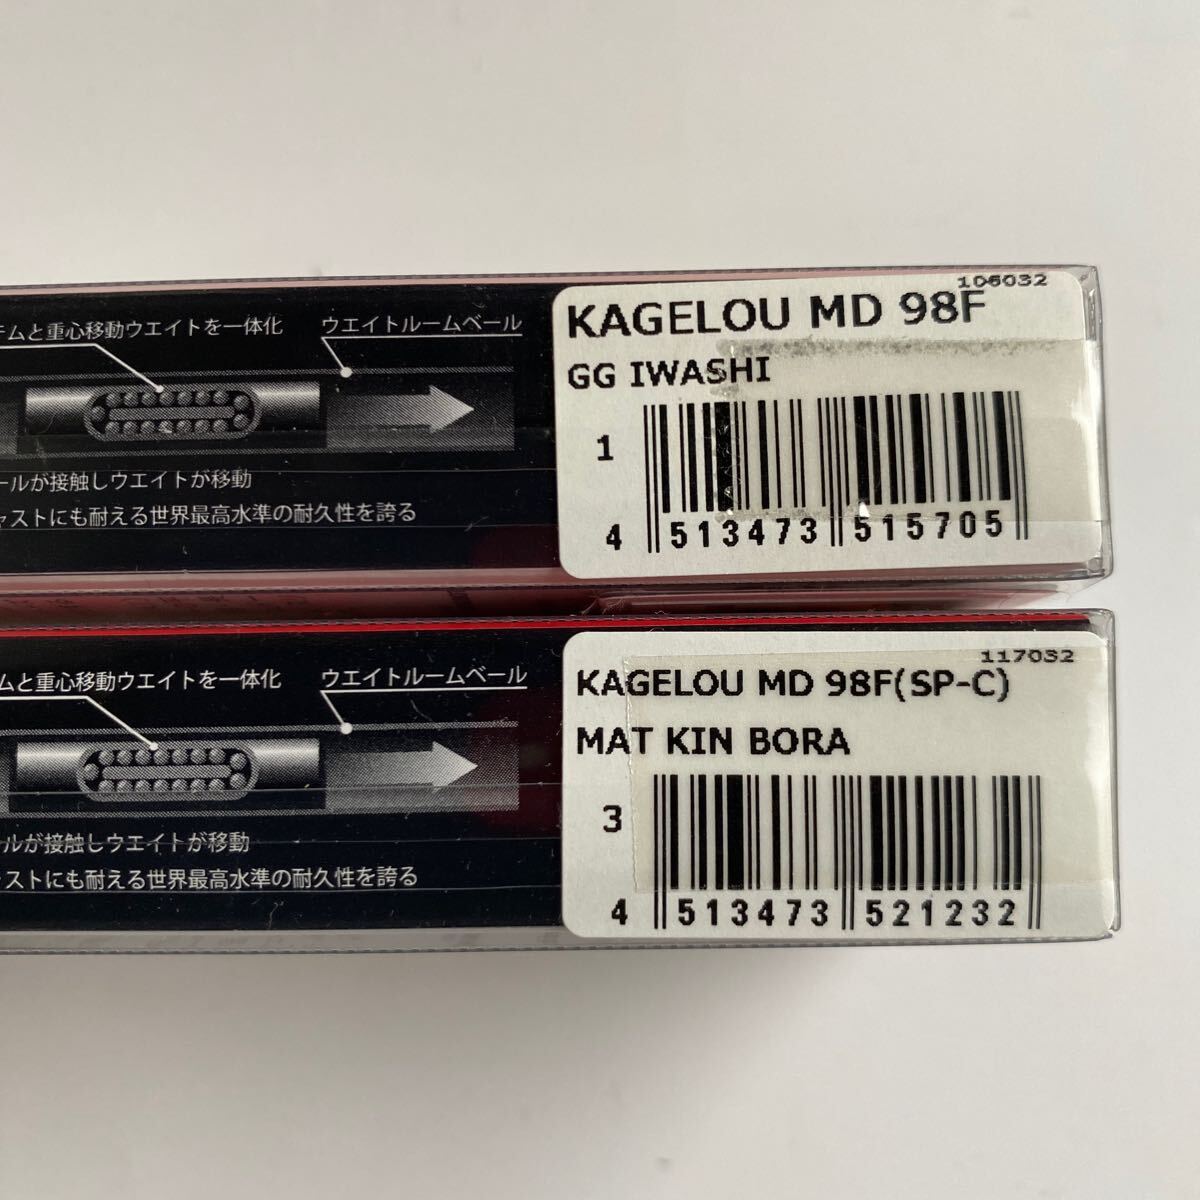 テムと重心移動ウエイトを一体化
ウエイトルームベール
ールが接触しウエイトが移動
ャストにも耐える世界最高水準の耐久性を誇る
106032
KAGELOU MD 98F
GG IWASHI
1
4 513473 515705
ムと重心移動ウエイトを一体化
ウエイトルームベール
ルが接触しウエイトが移動
ャストにも耐える世界最高水準の耐久性を誇る
117032
KAGELOU MD 98F(SP-C)
MAT KIN BORA
3
4 513473 521232